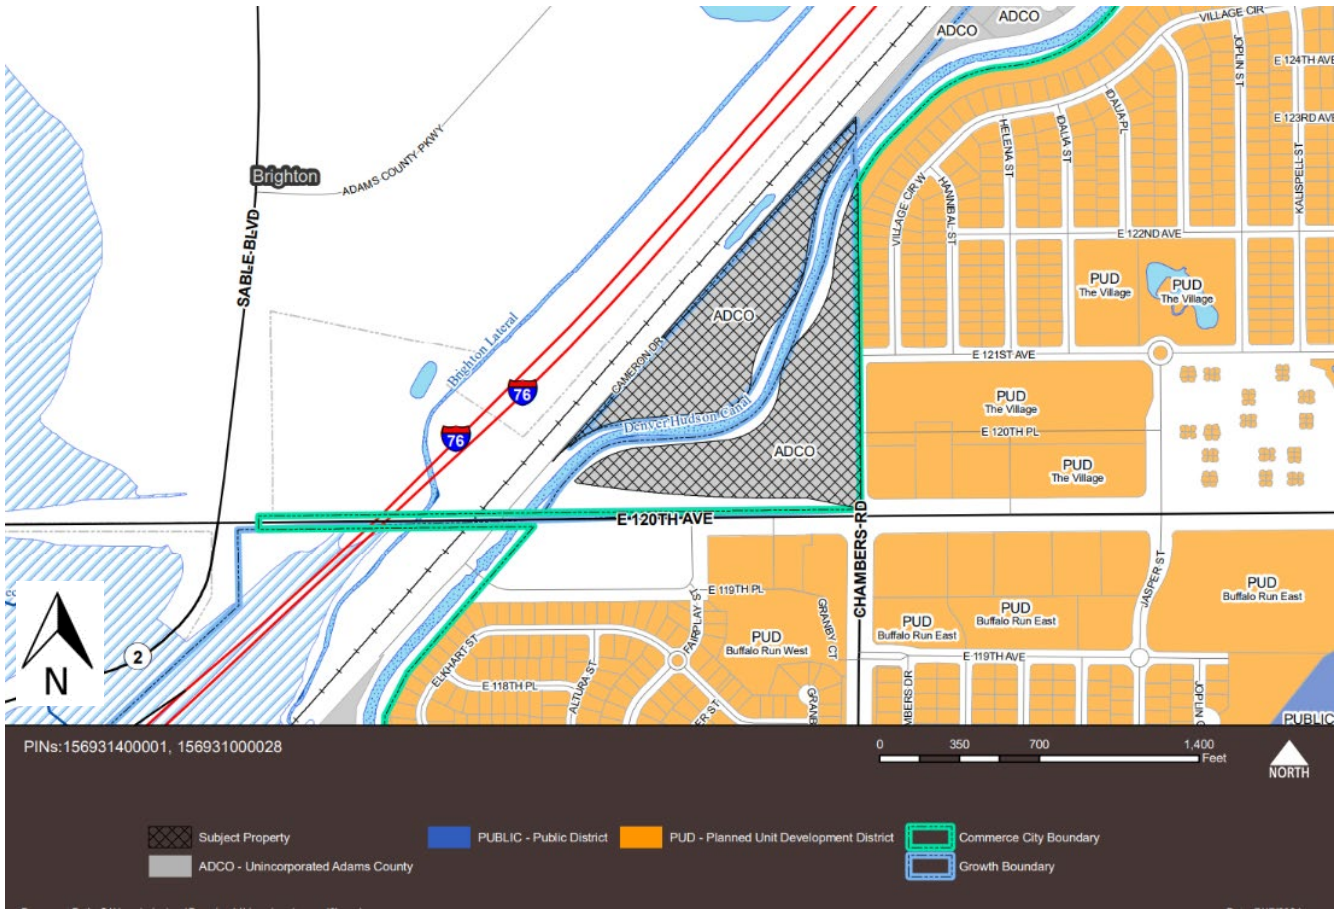 ADCO
ADCO
VILLAGE CIR
JOPLIN ST
E 124TH AVE
KALISPELL ST
E 123RD AVE
IDALIA PL
IDALIA ST
HELENA ST
HANNIBAL ST
VILLAGE CIR W
E 122ND AVE
ADAMS COUNTY PKWY
Brighton
SABLE BLVD
PUD
The Village
PUD
The Village
ADCO
CAMERON DR
Brighton Lateral
E 121ST AVE
76
76
Denver Hudson Canal
PUD
The Village
E 120TH PL
ADCO
PUD
The Village
E 120TH AVE
CHAMBERS RD
JASPER ST
E 119TH PL
FAIRPLAY ST
GRANBY CT
PUD
Buffalo Run West
PUD
Buffalo Run East
PUD
Buffalo Run East
PUD
Buffalo Run East
E 119TH AVE
ELKHART ST
E 118TH PL
ALTURA ST
ER ST
GRANB
MBERS DR
JOPLIN C
PUBLIC
2
N
PINs:156931400001, 156931000028
0 350 700 1,400
Feet
NORTH
Subject Property
PUBLIC - Public District
PUD - Planned Unit Development District
Commerce City Boundary
ADCO - Unincorporated Adams County
Growth Boundary